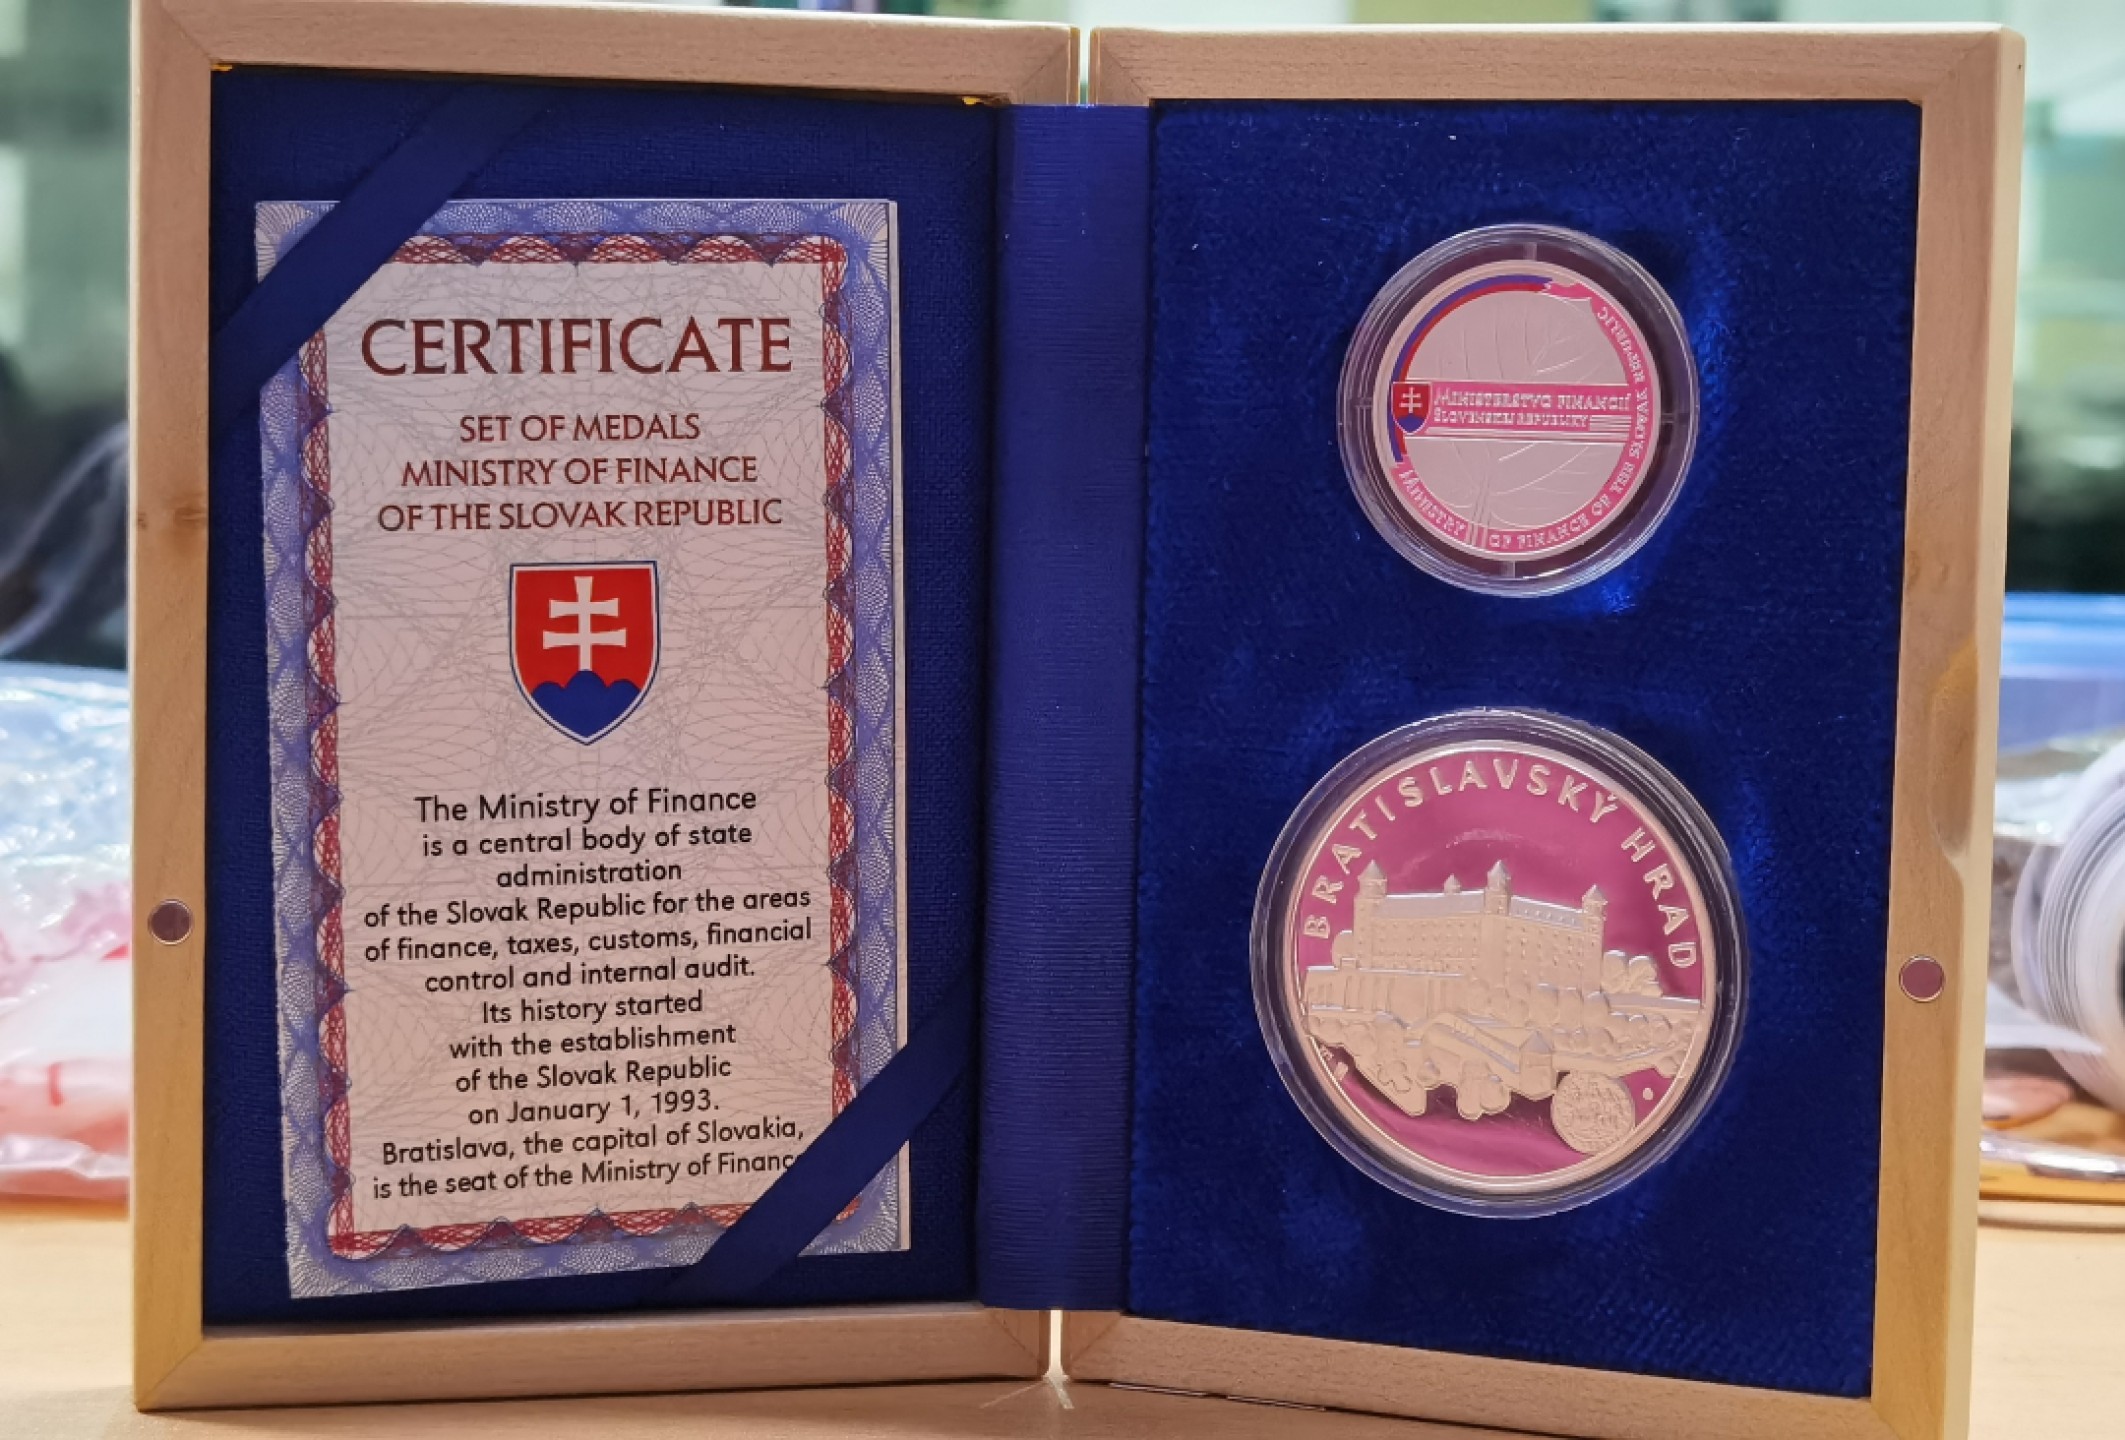 CERTIFICATE
SET OF MEDALS
MINISTRY OF FINANCE
OF THE SLOVAK REPUBLIC
The Ministry of Finance
is a central body of state
administration
of the Slovak Republic for the areas
of finance, taxes, customs, financial
control and internal audit.
Its history started
with the establishment
of the Slovak Republic
on January 1, 1993.
Bratislava, the capital of Slovakia,
is the seat of the Ministry of Financ
MINISTERSTVO FINANCIÍ
SLOVENSKEJ REPUBLIKY
MINISTRY OF FINANCE OF THE SLOVAK REPUBLIC
BRATISLAVSKÝ HRAD